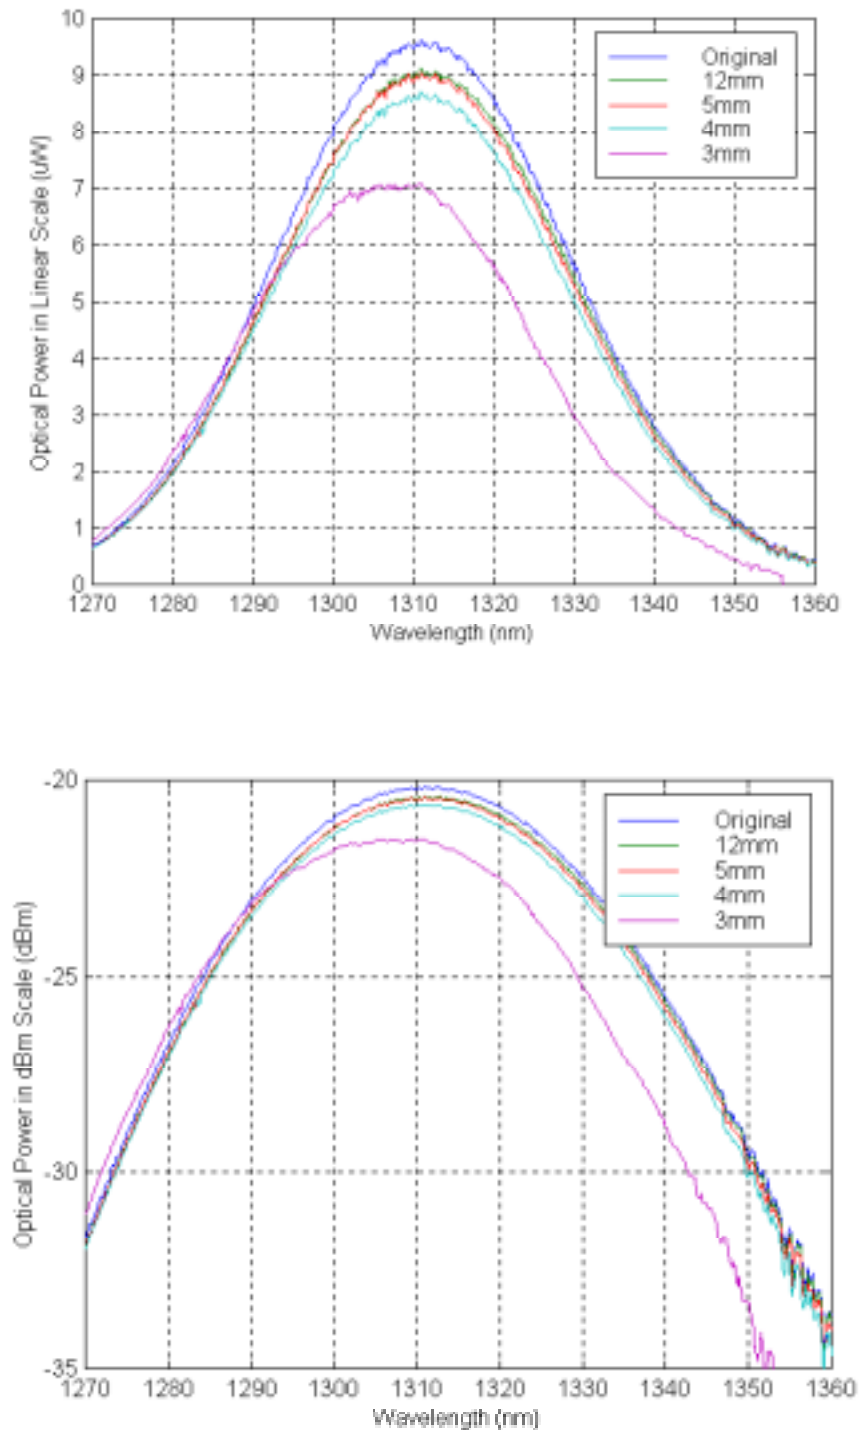 10
9
8
7
6
5
4
3
2
1
0
Optical Power in Linear Scale (uW)
Original
12mm
5mm
4mm
3mm
1270 1280 1290 1300 1310 1320 1330 1340 1350 1360
Wavelength (nm)
-20
-25
-30
-35
Optical Power in dBm Scale (dBm)
Original
12mm
5mm
4mm
3mm
1270 1280 1290 1300 1310 1320 1330 1340 1350 1360
Wavelength (nm)